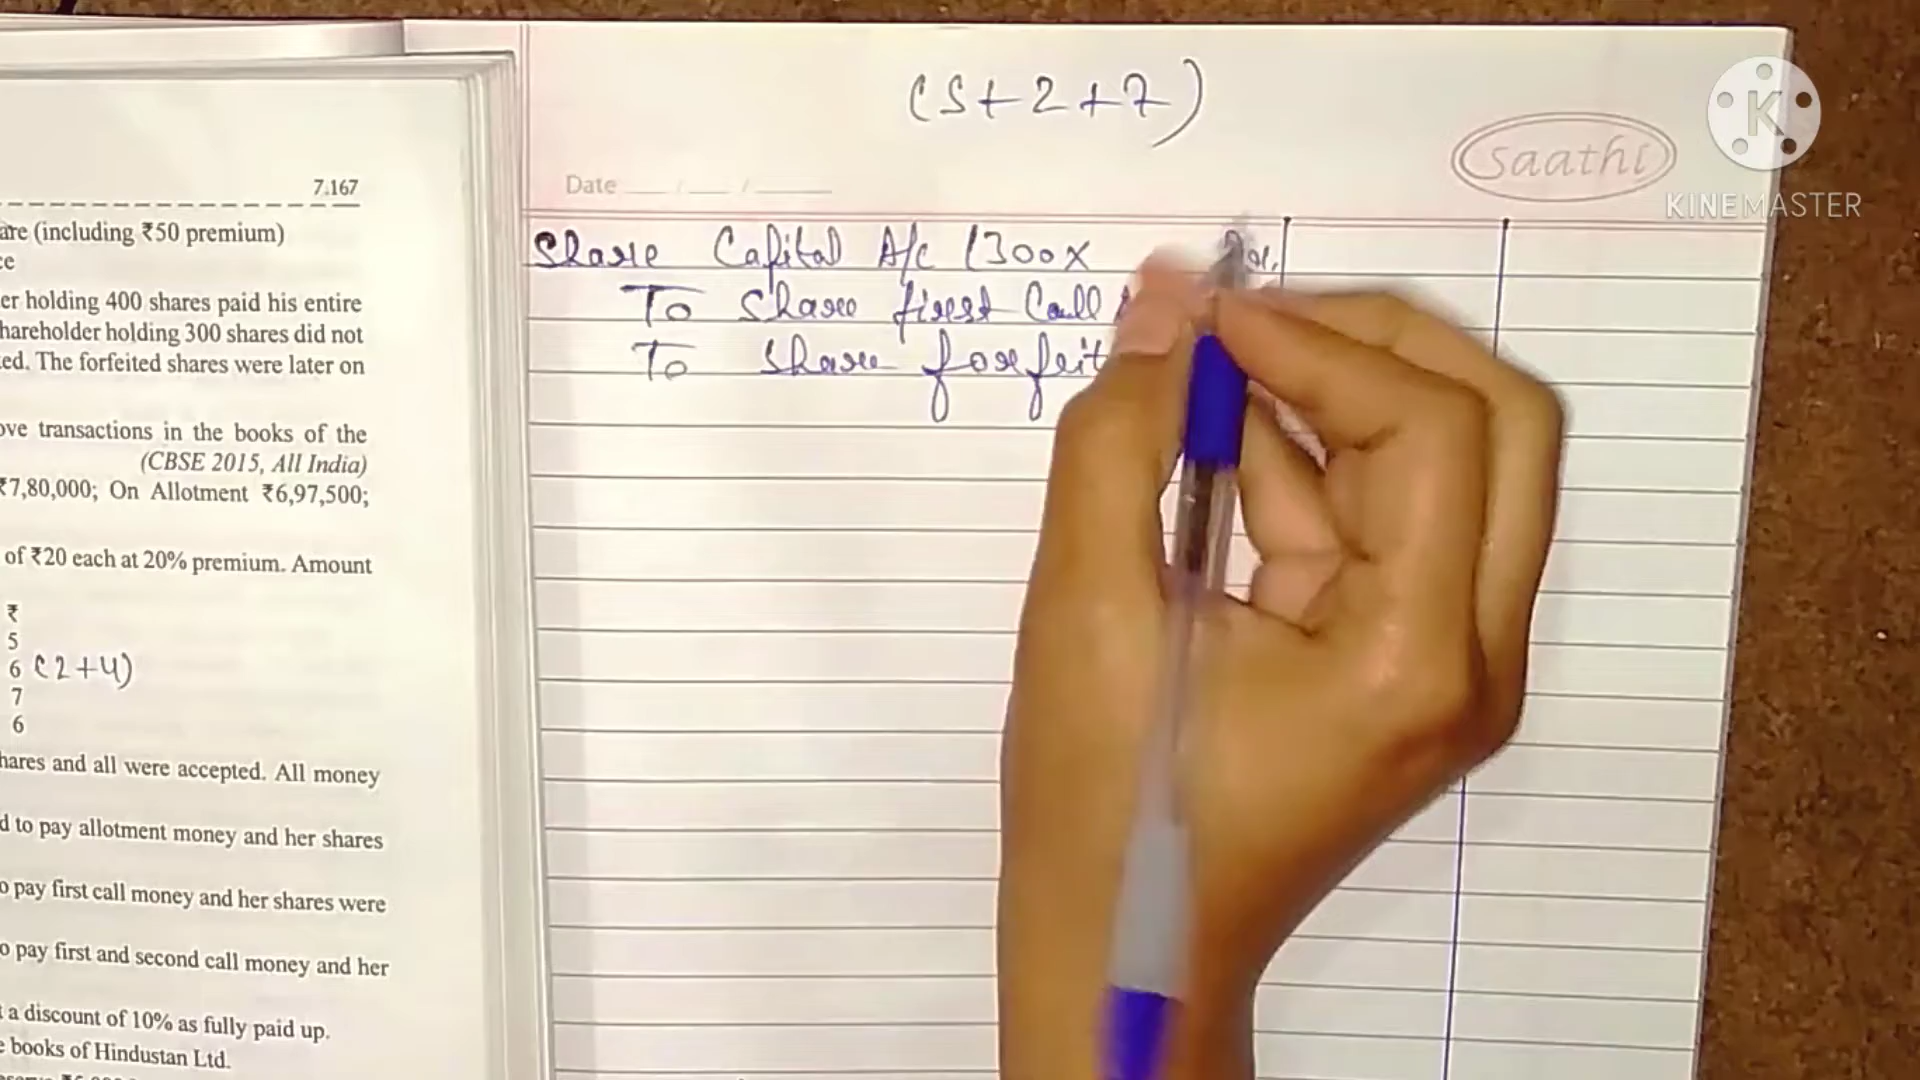 (5+2+7)
saathi
KINEMASTER
Date
7.167
are (including ₹50 premium)
ce
er holding 400 shares paid his entire
hareholder holding 300 shares did not
ted. The forfeited shares were later on
ove transactions in the books of the
(CBSE 2015, All India)
₹7,80,000; On Allotment ₹6,97,500;
of ₹20 each at 20% premium. Amount
₹
5
6 (2+4)
7
6
hares and all were accepted. All money
d to pay allotment money and her shares
o pay first call money and her shares were
o pay first and second call money and her
t a discount of 10% as fully paid up.
e books of Hindustan Ltd.
Share Capital A/c (300x
To Share first Call
To Share forfeit